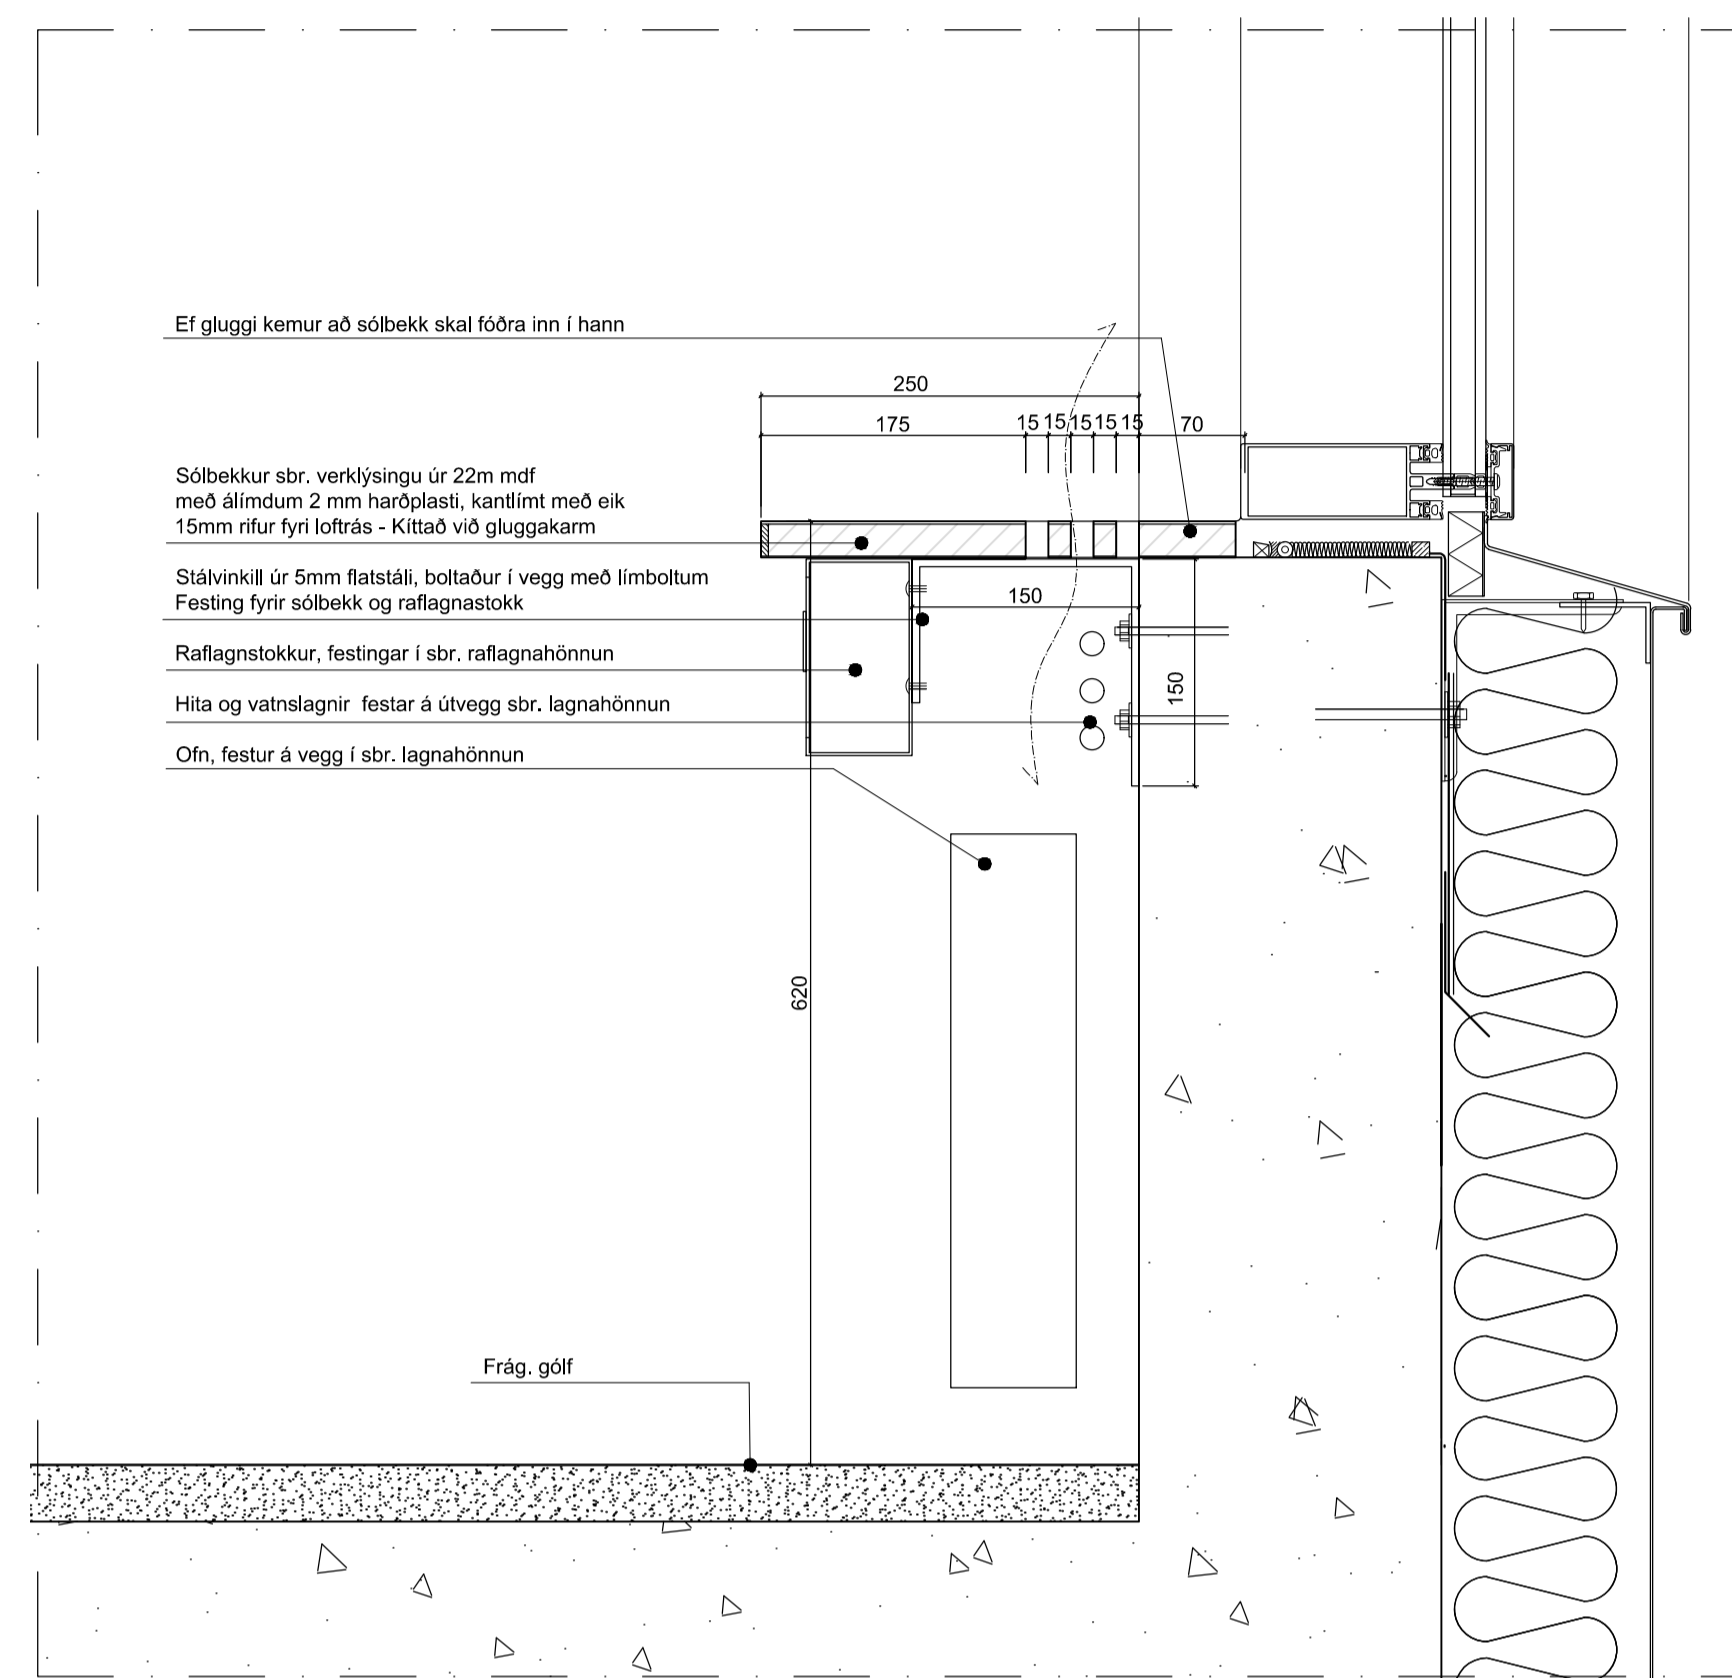 Ef gluggi kemur að sólbekk skal fóðra inn í hann
250
175
15
15
15
15
15
70
Sólbekkur sbr. verklýsingu úr 22m mdf
með álímdum 2 mm harðplasti, kantlímt með eik
15mm rifur fyri loftrás - Kíttað við gluggakarm
Stálvinkill úr 5mm flatstáli, boltaður í vegg með límboltum
Festing fyrir sólbekk og raflagnastokk
150
Raflagnstokkur, festingar í sbr. raflagnahönnun
150
Hita og vatnslagnir festar á útvegg sbr. lagnahönnun
Ofn, festur á vegg í sbr. lagnahönnun
620
Frág. gólf